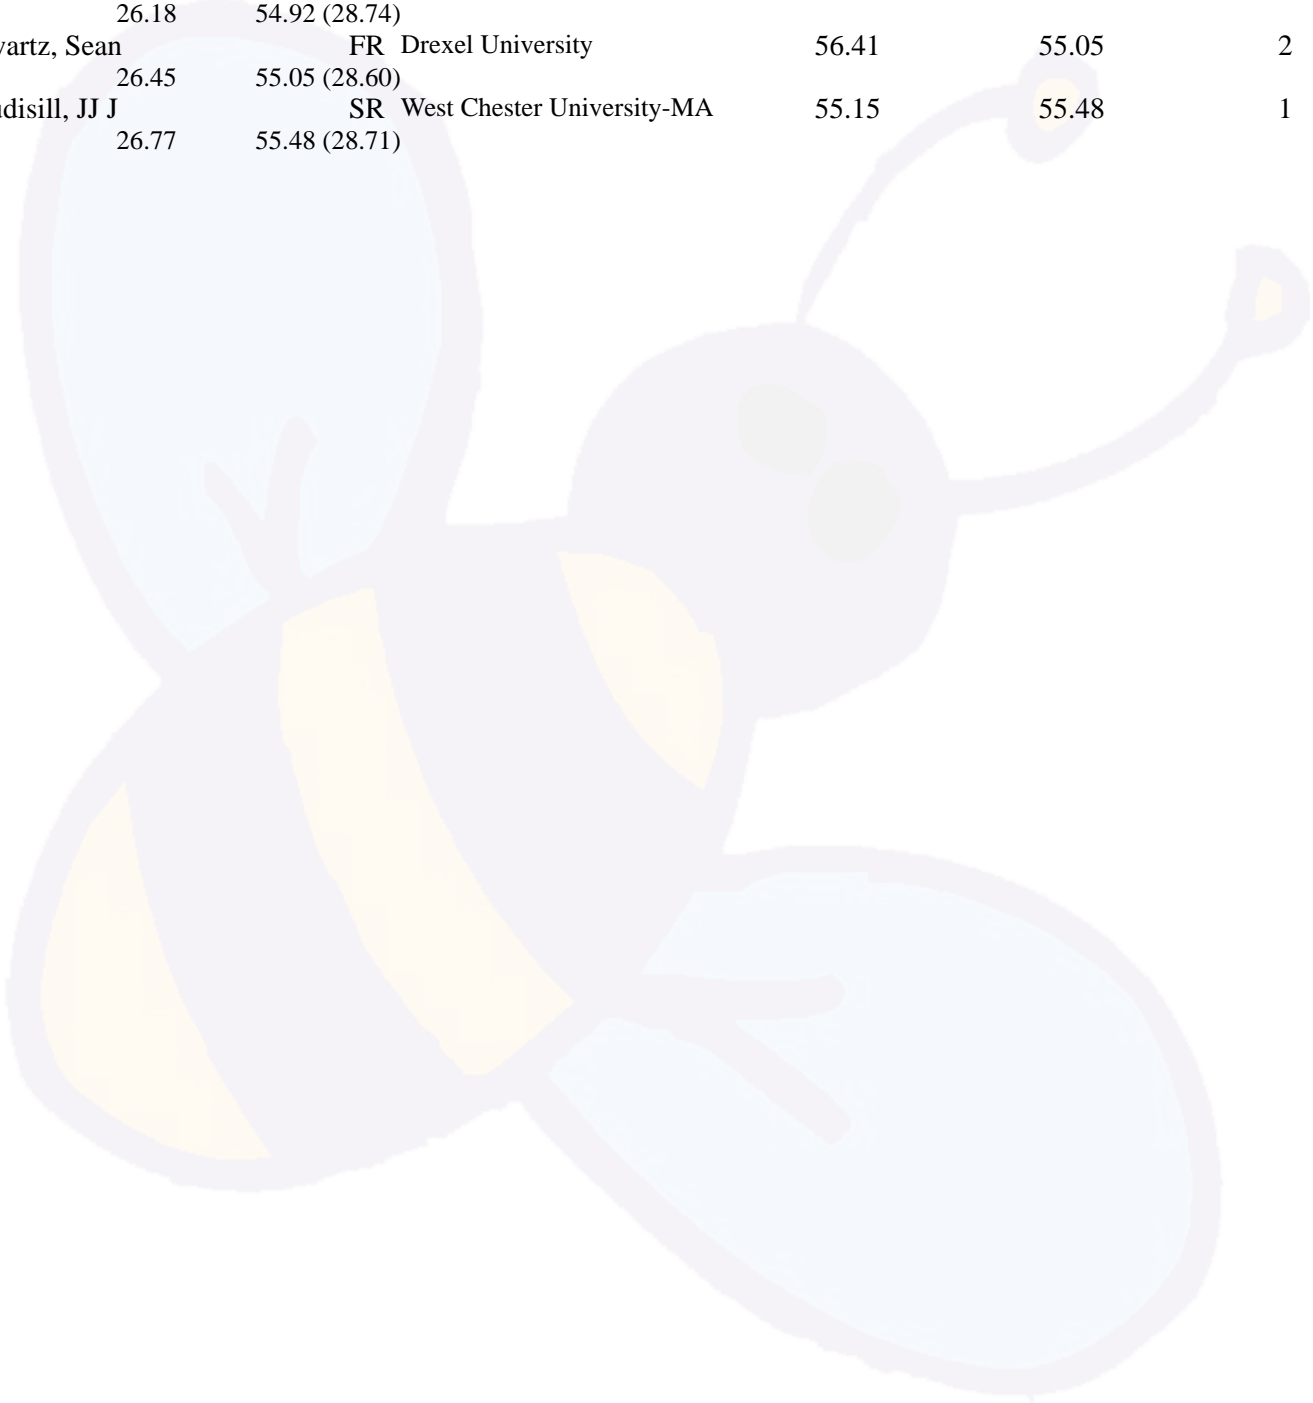 26.18 54.92 (28.74)
wartz, Sean FR Drexel University 56.41 55.05 2
26.45 55.05 (28.60)
udisill, JJ J SR West Chester University-MA 55.15 55.48 1
26.77 55.48 (28.71)